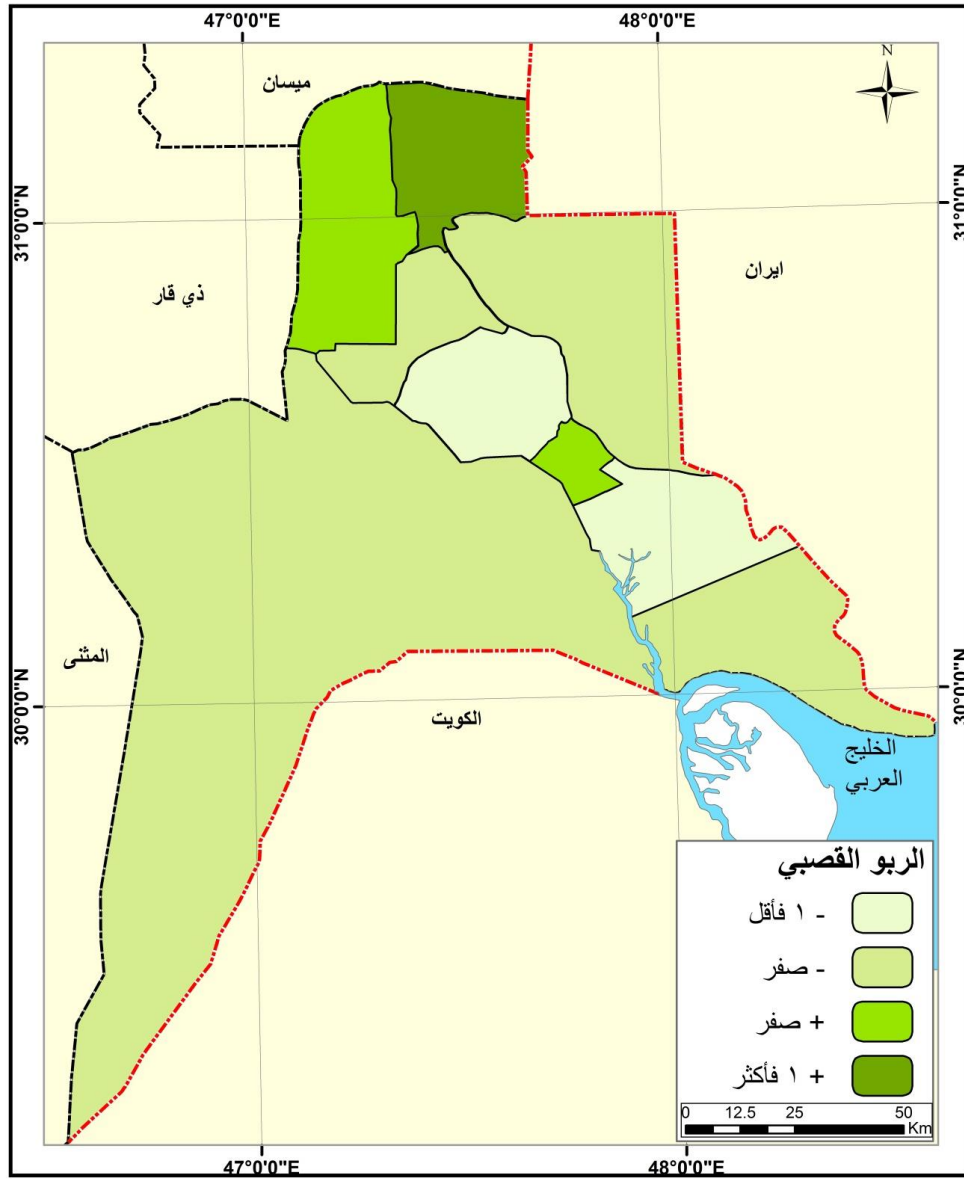 47°0'0"E
48°0'0"E
N
ميسان
31°0'0"N
31°0'0"N
ايران
ذي قار
المثنى
30°0'0"N
30°0'0"N
الكويت
الخليج
العربي
الربو القصبي
- ١ فأقل
- صفر
+ صفر
+ ١ فأكثر
0 12.5 25 50
Km
47°0'0"E
48°0'0"E